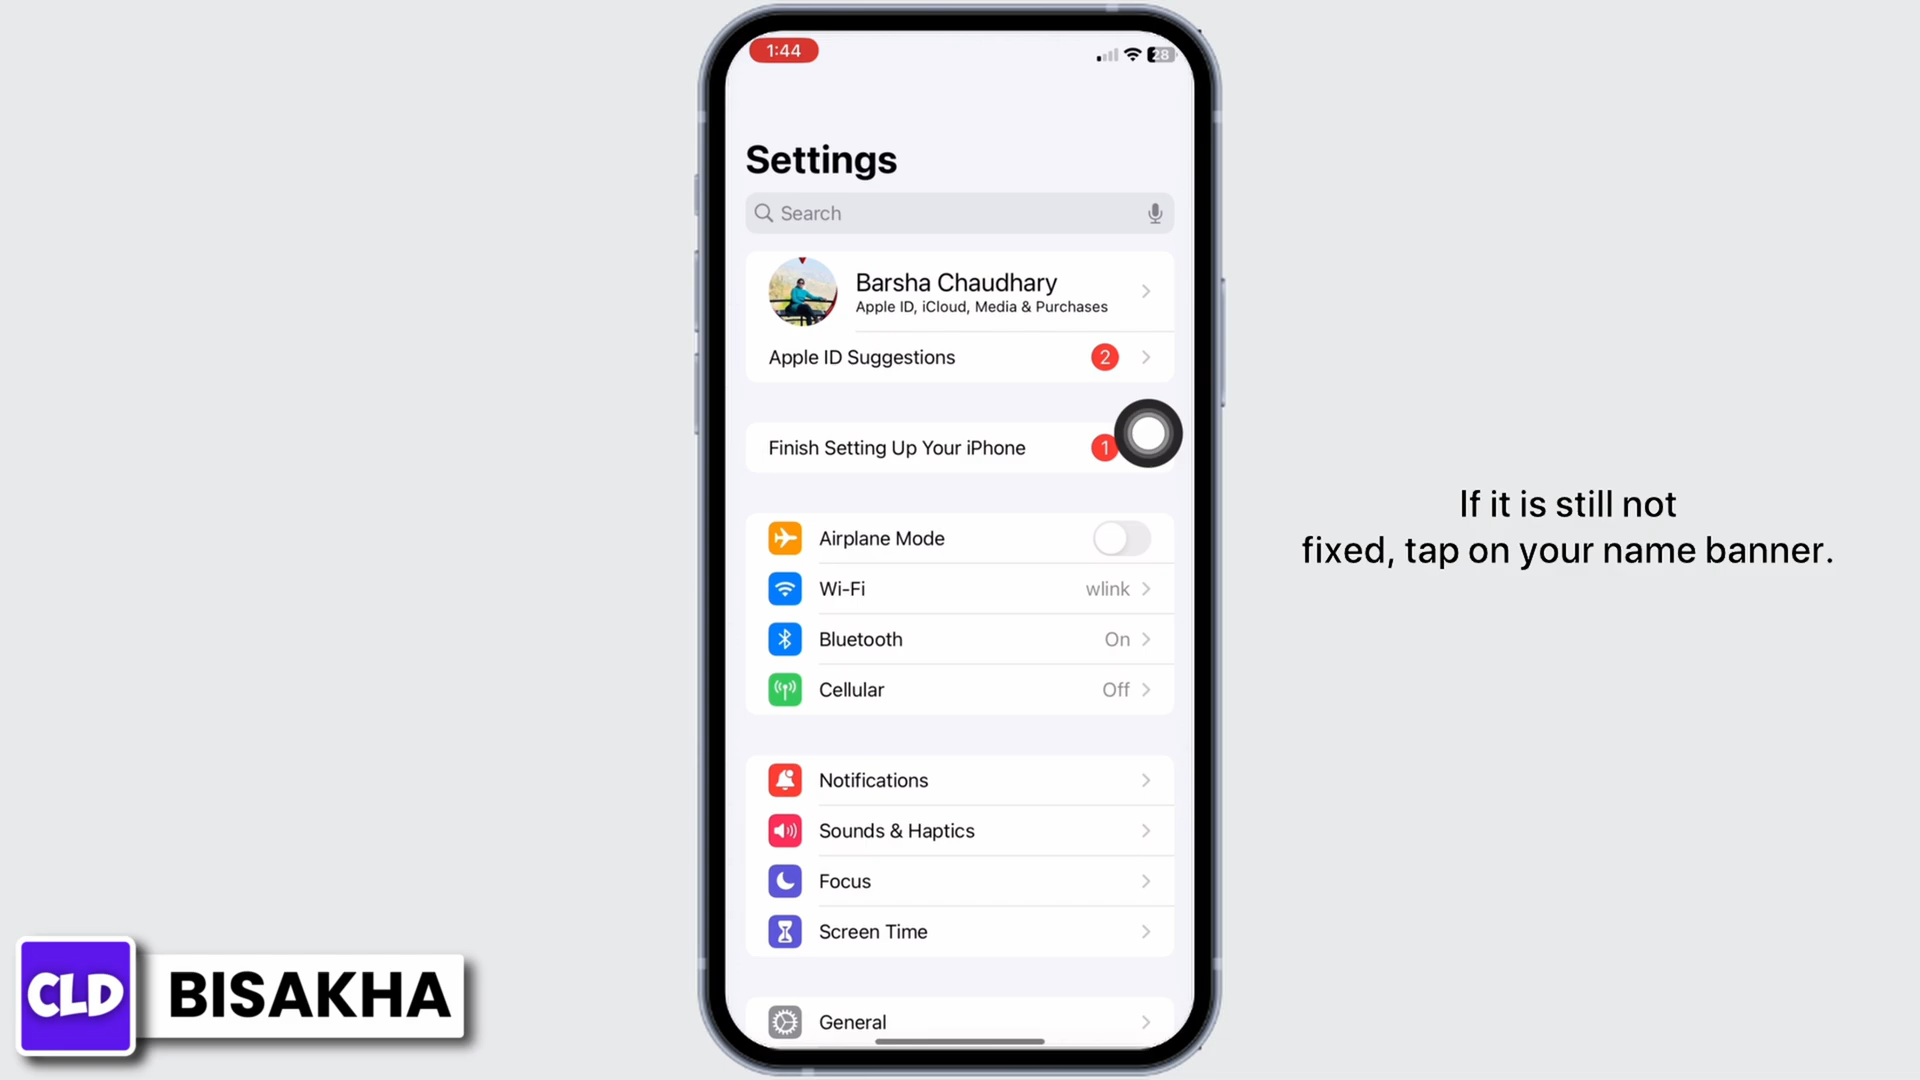 1:44
28
Settings
Search
Barsha Chaudhary
Apple ID, iCloud, Media & Purchases
Apple ID Suggestions 2
Finish Setting Up Your iPhone 1
Airplane Mode
Wi-Fi wlink
Bluetooth On
Cellular Off
Notifications
Sounds & Haptics
Focus
Screen Time
General
If it is still not
fixed, tap on your name banner.
CLD BISAKHA